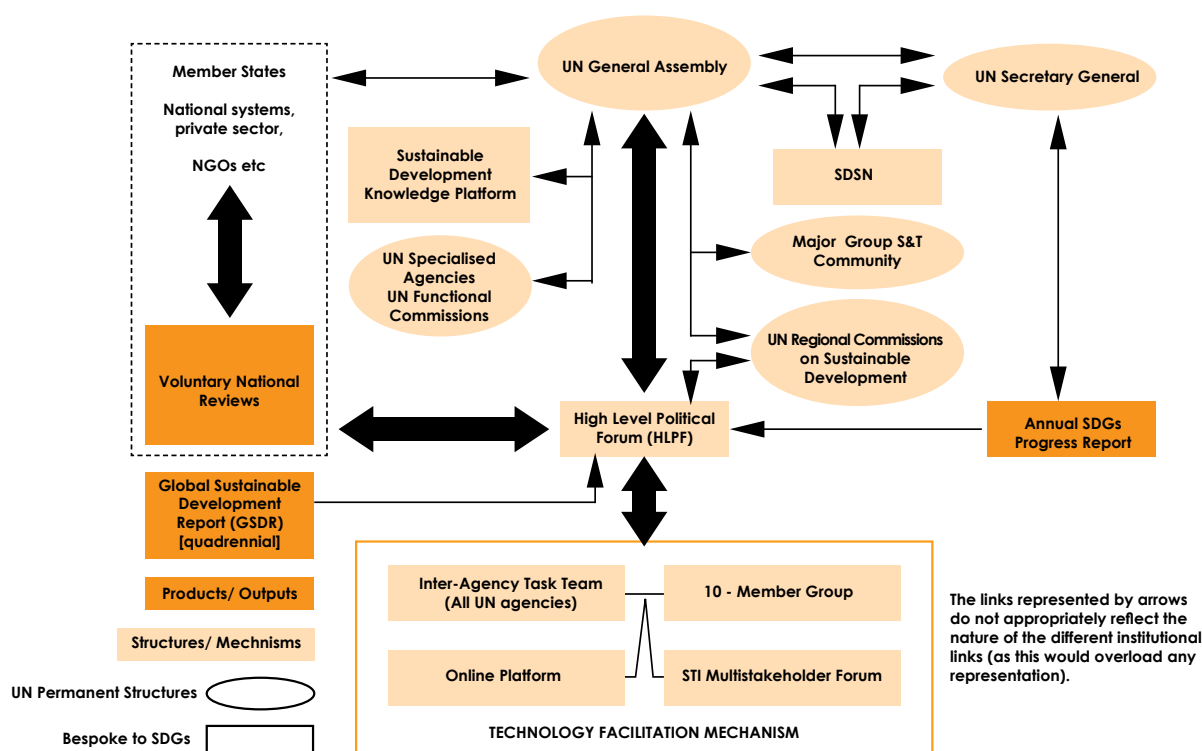 Member States
National systems,
private sector,
NGOs etc
UN General Assembly
UN Secretary General
Sustainable
Development
Knowledge Platform
SDSN
UN Specialised
Agencies
UN Functional
Commissions
Major Group S&T
Community
UN Regional Commissions
on Sustainable
Development
Voluntary National
Reviews
High Level Political
Forum (HLPF)
Annual SDGs
Progress Report
Global Sustainable
Development
Report (GSDR)
[quadrennial]
Products/ Outputs
Structures/ Mechnisms
UN Permanent Structures
Bespoke to SDGs
Inter-Agency Task Team
(All UN agencies)
10 - Member Group
Online Platform
STI Multistakeholder Forum
TECHNOLOGY FACILITATION MECHANISM
The links represented by arrows
do not appropriately reflect the
nature of the different institutional
links (as this would overload any
representation).